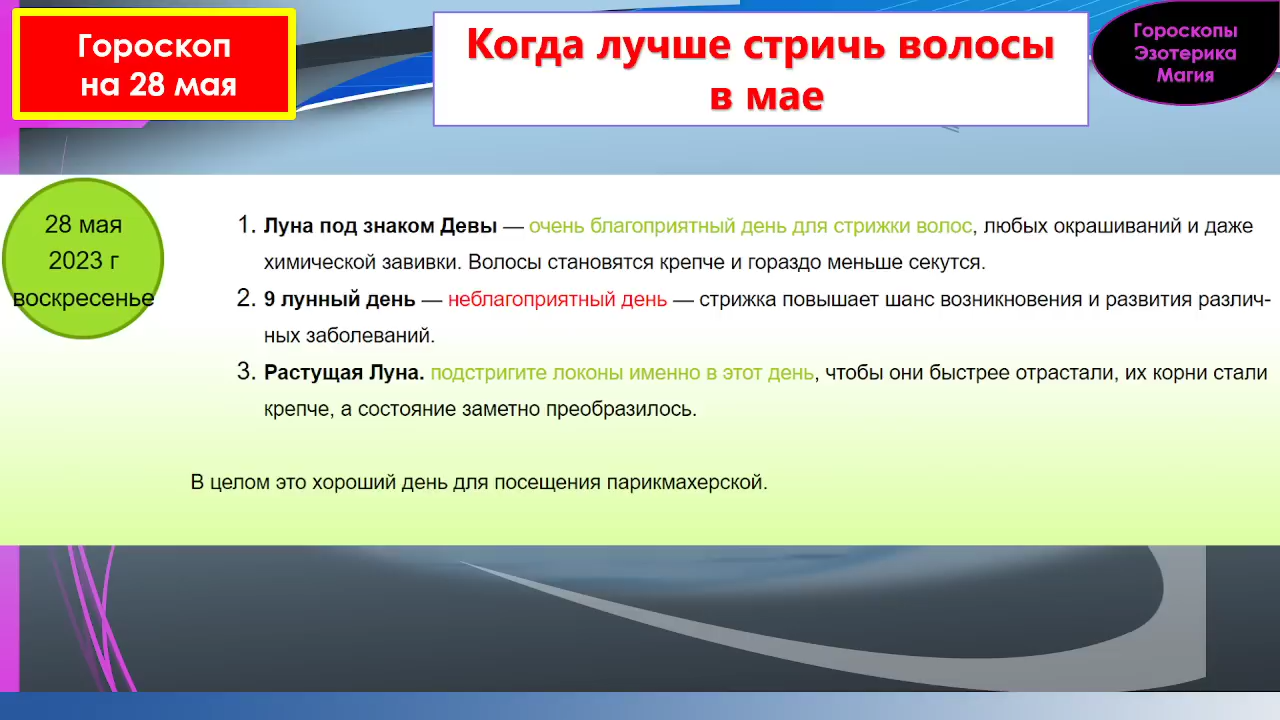 Гороскоп
на 28 мая
Когда лучше стричь волосы
в мае
Гороскопы
Эзотерика
Магия
28 мая
2023 г
воскресенье
1. Луна под знаком Девы — очень благоприятный день для стрижки волос, любых окрашиваний и даже
химической завивки. Волосы становятся крепче и гораздо меньше секутся.
2. 9 лунный день — неблагоприятный день — стрижка повышает шанс возникновения и развития различ-
ных заболеваний.
3. Растущая Луна. подстригите локоны именно в этот день, чтобы они быстрее отрастали, их корни стали
крепче, а состояние заметно преобразилось.
В целом это хороший день для посещения парикмахерской.